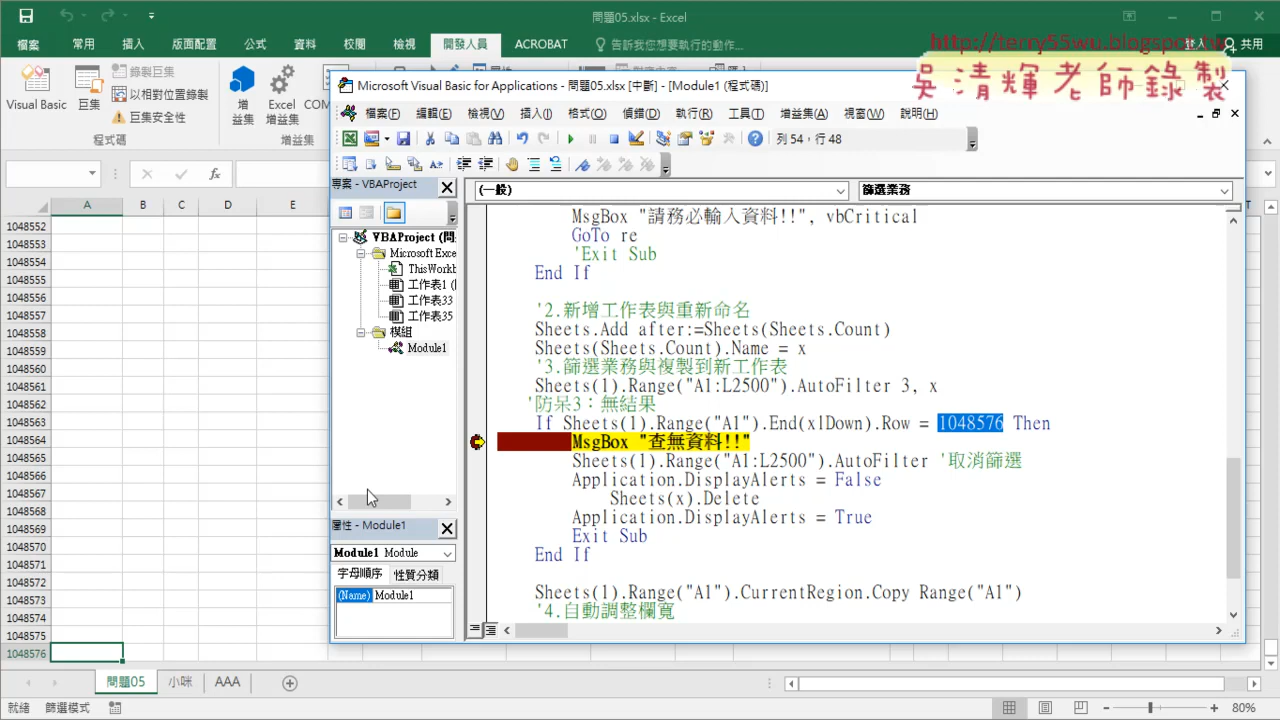 問題05.xlsx - Excel
檔案 常用 插入 版面配置 公式 資料 校閱 檢視 開發人員 ACROBAT 告訴我您想要執行的動作... 登入 共用
http://terry55wu.blogspot.tw
吳清輝老師錄製
Visual Basic 巨集 錄製巨集 以相對位置錄製 巨集安全性 增益集 Excel 增益集
程式碼 增益集
Microsoft Visual Basic for Applications - 問題05.xlsx [中斷] - [Module1 (程式碼)]
檔案(F) 編輯(E) 檢視(V) 插入(I) 格式(O) 偵錯(D) 執行(R) 工具(T) 增益集(A) 視窗(W) 說明(H)
列 54，行 48
專案 - VBAProject
(一般) 篩選業務
VBAProject (問
Microsoft Exce
ThisWorkb
工作表1 (
工作表33
工作表35
模組
Module1
屬性 - Module1
Module1 Module
字母順序 性質分類
(Name) Module1
MsgBox "請務必輸入資料!!", vbCritical
GoTo re
'Exit Sub
End If
'2.新增工作表與重新命名
Sheets.Add after:=Sheets(Sheets.Count)
Sheets(Sheets.Count).Name = x
'3.篩選業務與複製到新工作表
Sheets(1).Range("A1:L2500").AutoFilter 3, x
'防呆3：無結果
If Sheets(1).Range("A1").End(xlDown).Row = 1048576 Then
MsgBox "查無資料!!"
Sheets(1).Range("A1:L2500").AutoFilter '取消篩選
Application.DisplayAlerts = False
Sheets(x).Delete
Application.DisplayAlerts = True
Exit Sub
End If
Sheets(1).Range("A1").CurrentRegion.Copy Range("A1")
'4.自動調整欄寬
A B C D E
1048552
1048553
1048554
1048555
1048556
1048557
1048558
1048559
1048560
1048561
1048562
1048563
1048564
1048565
1048566
1048567
1048568
1048569
1048570
1048571
1048572
1048573
1048574
1048575
1048576
問題05 小咪 AAA
就緒 篩選模式 80%